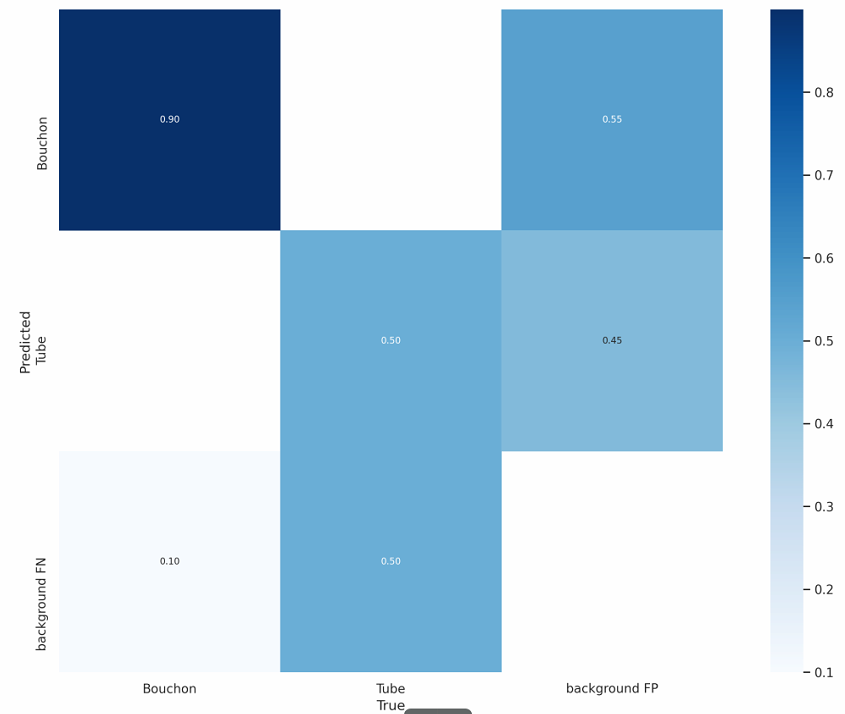 Bouchon
0.90
0.55
0.8
0.7
0.6
Predicted
Tube
0.50
0.45
0.5
0.4
0.3
background FN
0.10
0.50
0.2
0.1
Bouchon
Tube
background FP
True